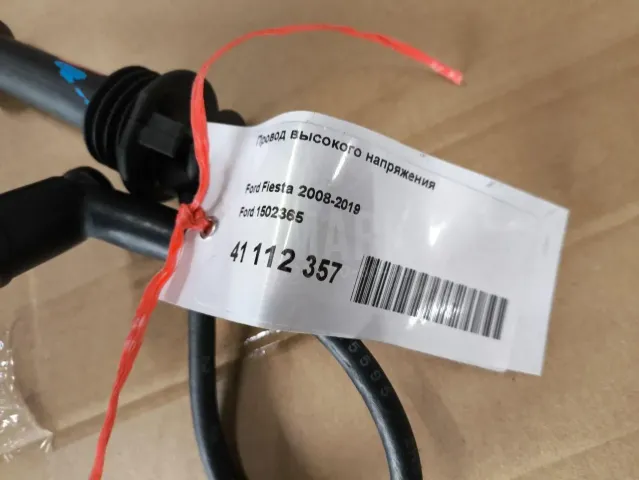 Провод высокого напряжения
Ford Fiesta 2008-2019
Ford 1502365
41 112 357